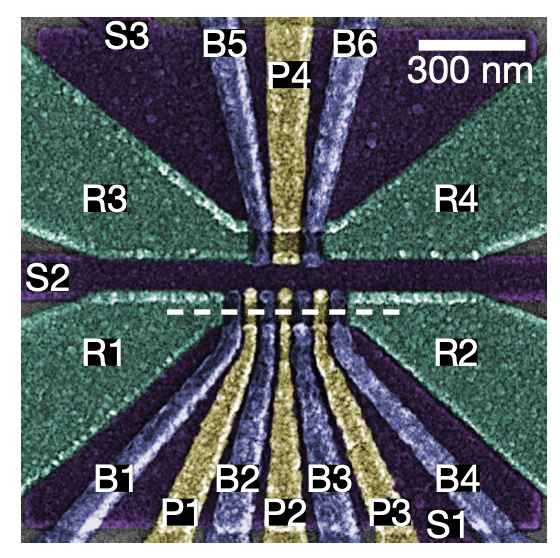 S3 B5 B6
P4 300 nm
R3 R4
S2
R1 R2
B1 B2 B3 B4
P1 P2 P3 S1